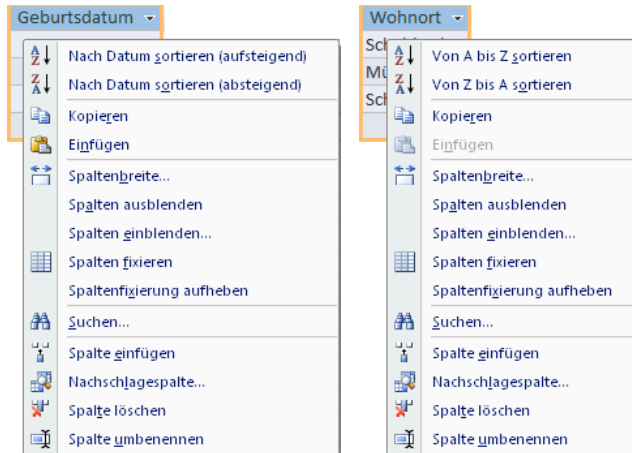 Geburtsdatum
Nach Datum sortieren (aufsteigend)
Nach Datum sortieren (absteigend)
Kopieren
Einfügen
Spaltenbreite...
Spalten ausblenden
Spalten einblenden...
Spalten fixieren
Spaltenfixierung aufheben
Suchen...
Spalte einfügen
Nachschlagespalte...
Spalte löschen
Spalte umbenennen
Wohnort
Von A bis Z sortieren
Von Z bis A sortieren
Kopieren
Einfügen
Spaltenbreite...
Spalten ausblenden
Spalten einblenden...
Spalten fixieren
Spaltenfixierung aufheben
Suchen...
Spalte einfügen
Nachschlagespalte...
Spalte löschen
Spalte umbenennen